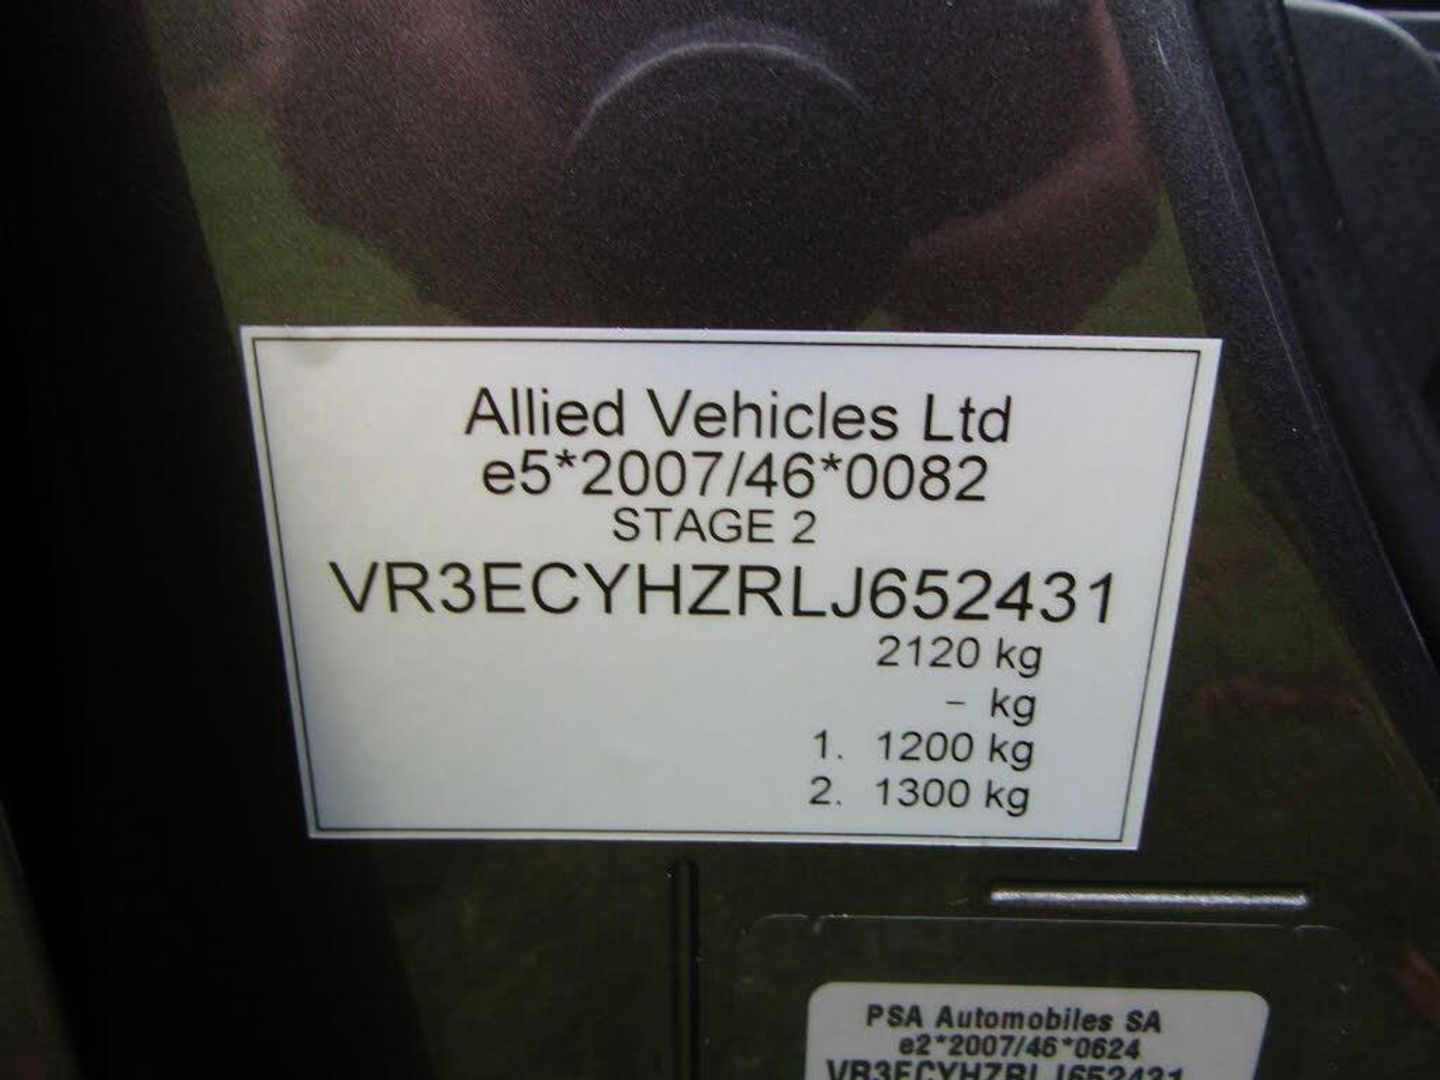 Allied Vehicles Ltd
e5*2007/46*0082
STAGE 2
VR3ECYHZRLJ652431
2120 kg
– kg
1. 1200 kg
2. 1300 kg
PSA Automobiles SA
e2*2007/46*0624
VR3ECYHZRLJ652431